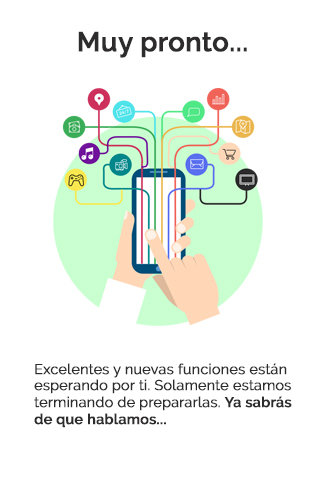 Muy pronto...
Excelentes y nuevas funciones están
esperando por ti. Solamente estamos
terminando de prepararlas. Ya sabrás
de que hablamos...